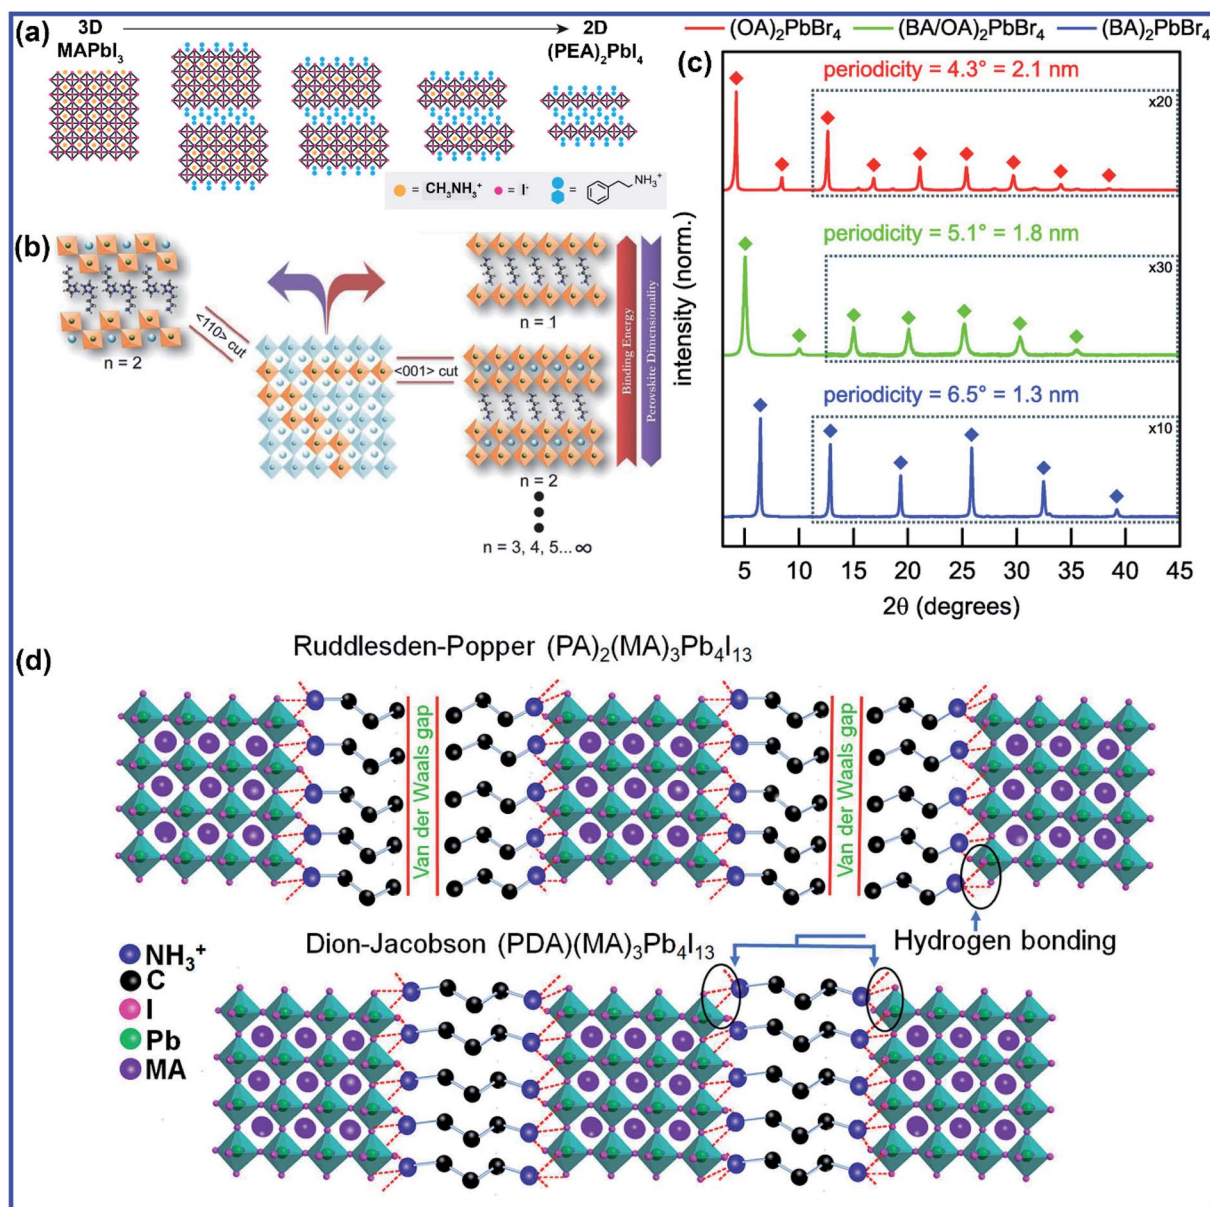 (a)
3D
MAPbI₃
2D
(PEA)₂PbI₄
= CH₃NH₃⁺
= I⁻
=
NH₃⁺
(b)
n = 2
<110> cut
<001> cut
n = 1
n = 2
n = 3, 4, 5... ∞
Binding Energy
Perovskite Dimensionality
(OA)₂PbBr₄
(BA/OA)₂PbBr₄
(BA)₂PbBr₄
(c)
periodicity = 4.3° = 2.1 nm
x20
periodicity = 5.1° = 1.8 nm
x30
periodicity = 6.5° = 1.3 nm
x10
intensity (norm.)
5 10 15 20 25 30 35 40 45
2θ (degrees)
(d)
Ruddlesden-Popper (PA)₂(MA)₃Pb₄I₁₃
Van der Waals gap
Van der Waals gap
Dion-Jacobson (PDA)(MA)₃Pb₄I₁₃
Hydrogen bonding
NH₃⁺
C
I
Pb
MA